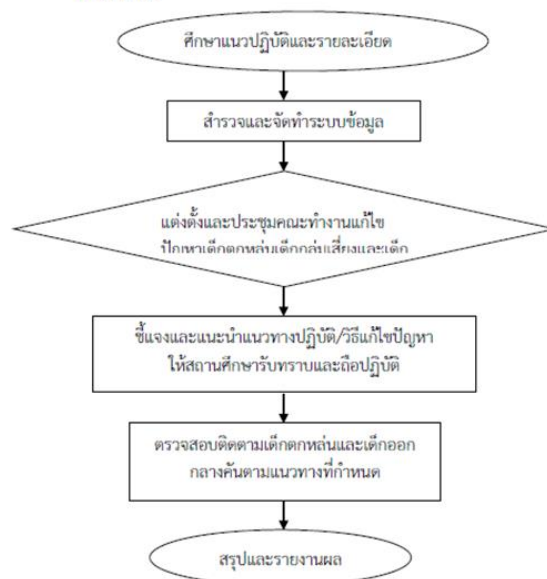 ศึกษาแนวปฏิบัติและรายละเอียด
สำรวจและจัดทำระบบข้อมูล
แต่งตั้งและประชุมคณะทำงานแก้ไข
ปัญหาเด็กตกหล่นเด็กกลุ่มเสี่ยงและเด็ก
ชี้แจงและแนะนำแนวทางปฏิบัติ/วิธีแก้ไขปัญหา
ให้สถานศึกษารับทราบและถือปฏิบัติ
ตรวจสอบติดตามเด็กตกหล่นและเด็กออก
กลางคันตามแนวทางที่กำหนด
สรุปและรายงานผล